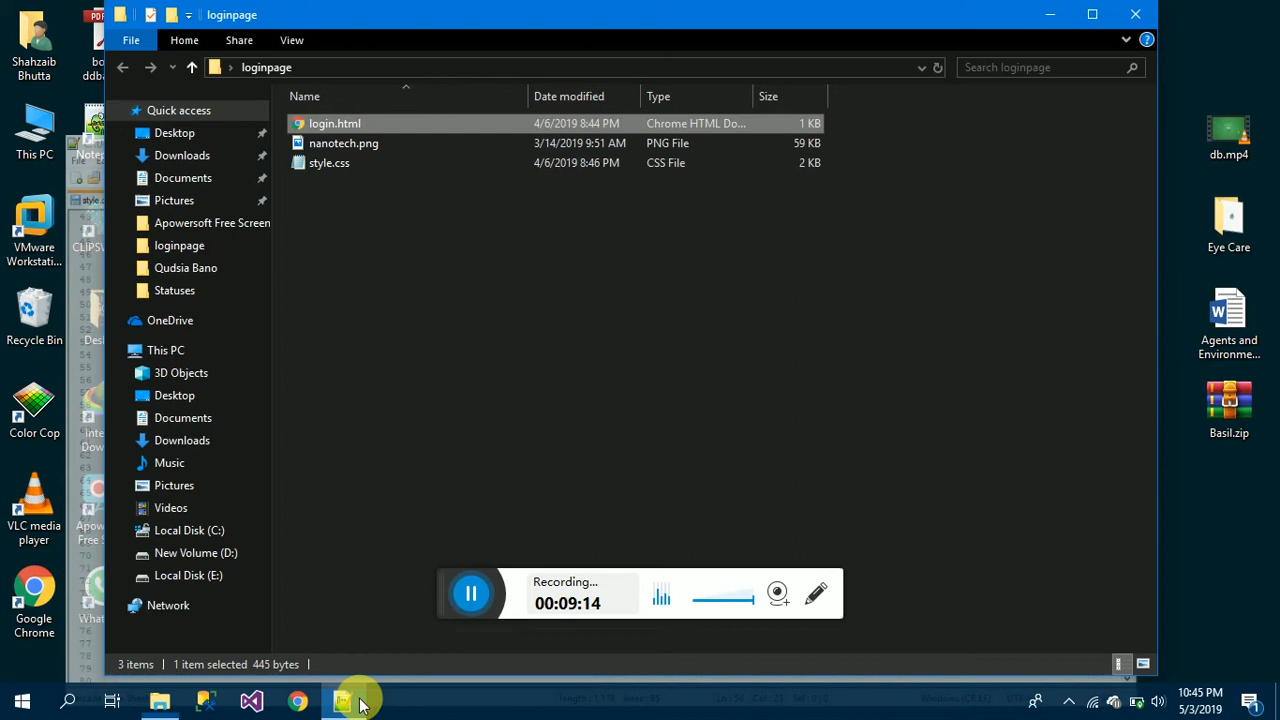 loginpage
File
Home
Share
View
loginpage
Search loginpage
Name
Date modified
Type
Size
login.html
4/6/2019 8:44 PM
Chrome HTML Do...
1 KB
nanotech.png
3/14/2019 9:51 AM
PNG File
59 KB
style.css
4/6/2019 8:46 PM
CSS File
2 KB
Quick access
Desktop
Downloads
Documents
Pictures
Apowersoft Free Screen
loginpage
Qudsia Bano
Statuses
OneDrive
This PC
3D Objects
Desktop
Documents
Downloads
Music
Pictures
Videos
Local Disk (C:)
New Volume (D:)
Local Disk (E:)
Network
3 items
1 item selected 445 bytes
Recording...
00:09:14
Shahzaib
Bhutta
This PC
VMware
Workstati...
Recycle Bin
Color Cop
VLC media
player
Google
Chrome
PDF
db.mp4
Eye Care
Agents and
Environme...
Basil.zip
10:45 PM
5/3/2019